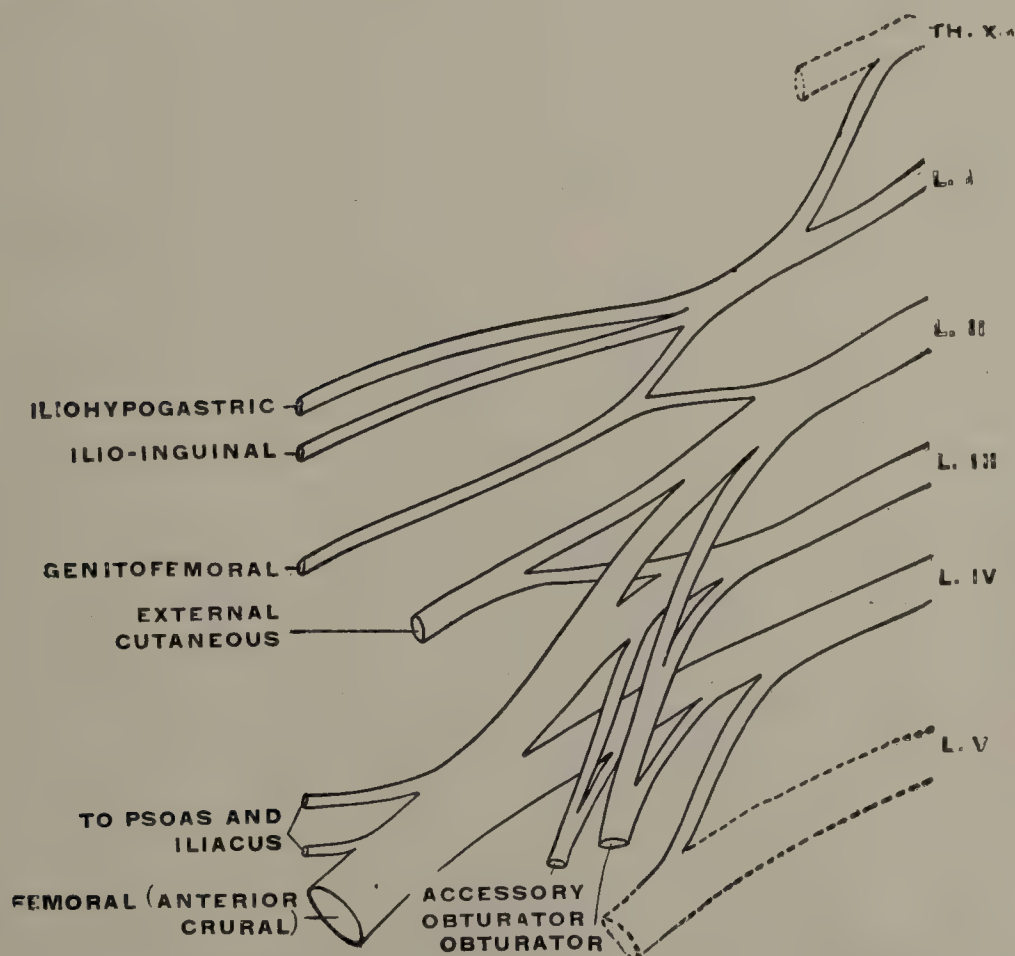 TH. X
L. I
L. II
L. III
L. IV
L. V
ILIOHYPOGASTRIC
ILIO-INGUINAL
GENITOFEMORAL
EXTERNAL
CUTANEOUS
TO PSOAS AND
ILIACUS
FEMORAL (ANTERIOR
CRURAL)
ACCESSORY
OBTURATOR
OBTURATOR